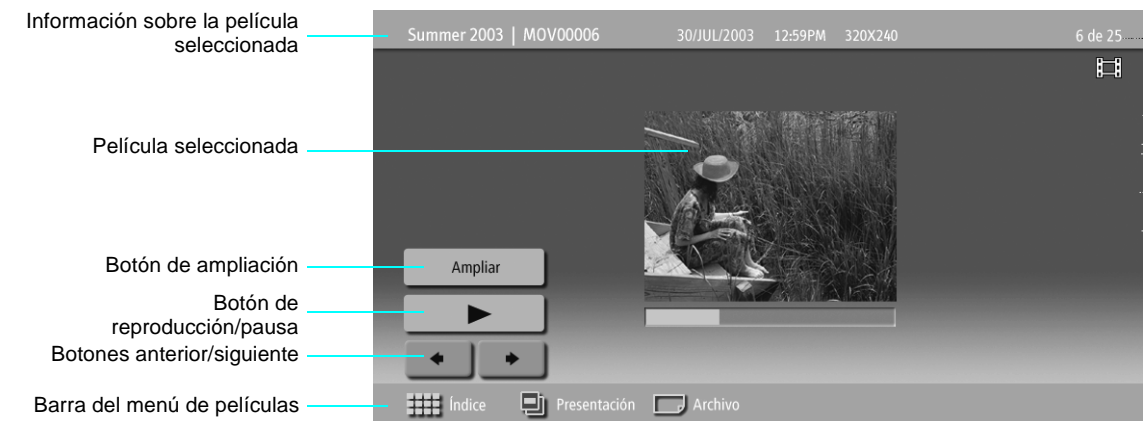 Información sobre la película
seleccionada
Summer 2003 | MOV00006 30/JUL/2003 12:59PM 320X240 6 de 25
Película seleccionada
Botón de ampliación
Ampliar
Botón de
reproducción/pausa
Botones anterior/siguiente
Barra del menú de películas
Índice Presentación Archivo